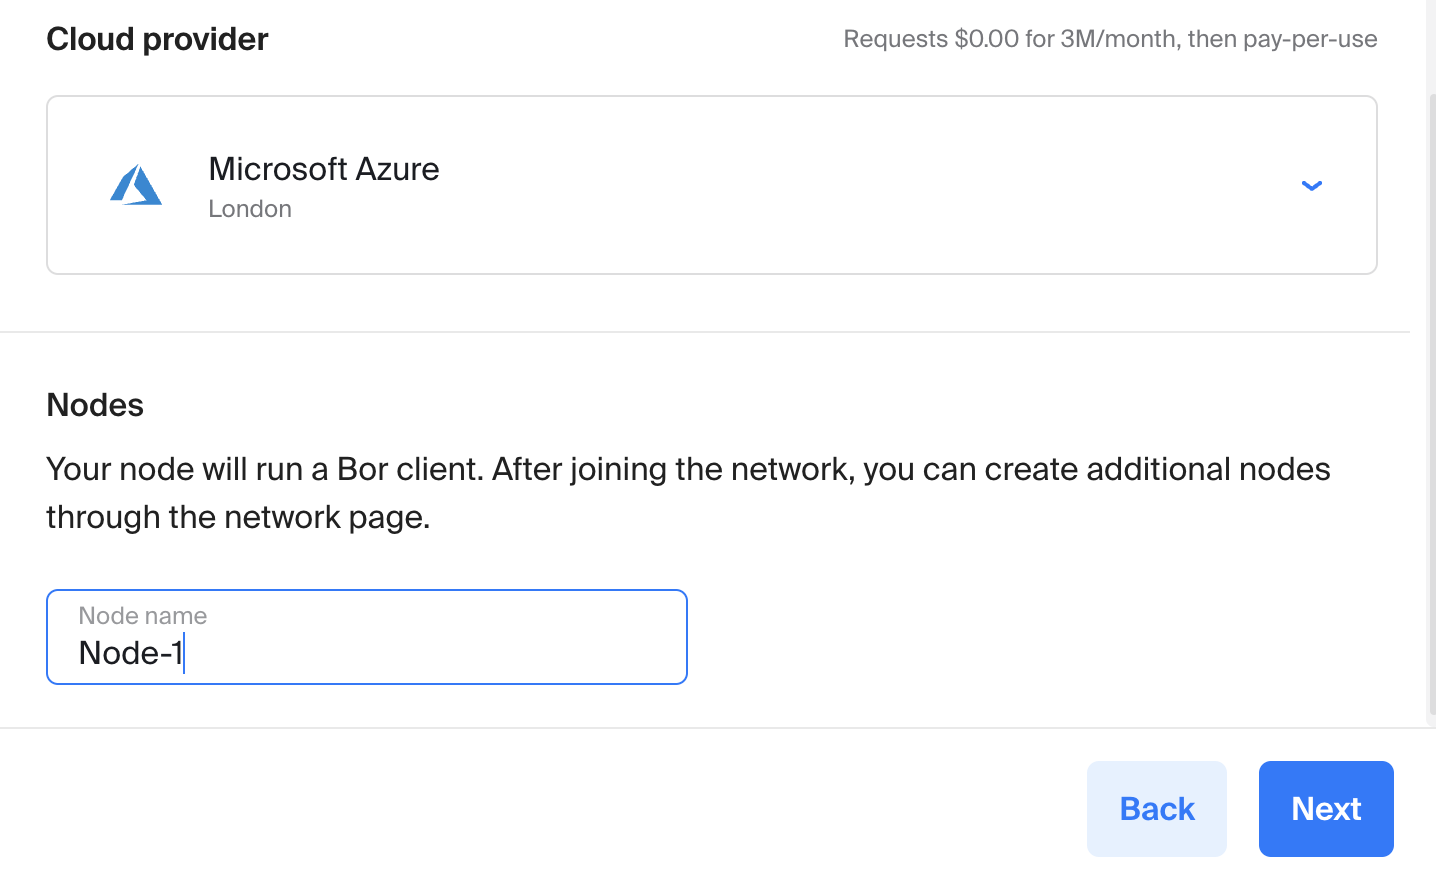 Cloud provider
Requests $0.00 for 3M/month, then pay-per-use
Microsoft Azure
London
Nodes
Your node will run a Bor client. After joining the network, you can create additional nodes
through the network page.
Node name
Node-1
Back
Next